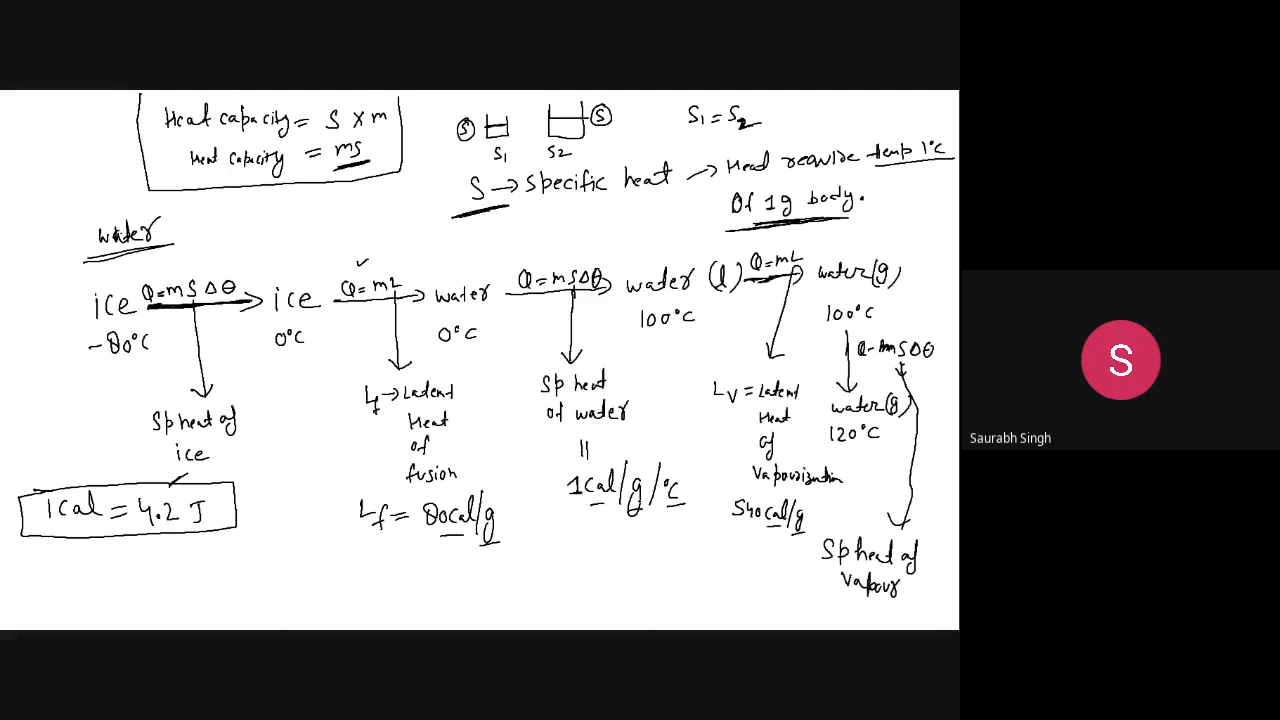 Heat capacity = S × m
Heat capacity = ms
S S
S1 S2
S1 = S2
S → Specific heat → Head require temp 1°C
Of 1g body.
water
ice Q=mSΔθ ice Q=mL water Q=mSΔθ water (l) Q=mL water(g)
-80°C 0°C 0°C 100°C 100°C
Q=mSΔθ
water(g)
120°C
Sp heat of
ice
Lf → Latent
Heat
of
fusion
Lf = 80cal/g
Sp heat
of water
=
1Cal/g/°C
Lv = Latent
Heat
of
Vapourization
540cal/g
Sp heat of
Vapour
1Cal = 4.2 J
S
Saurabh Singh